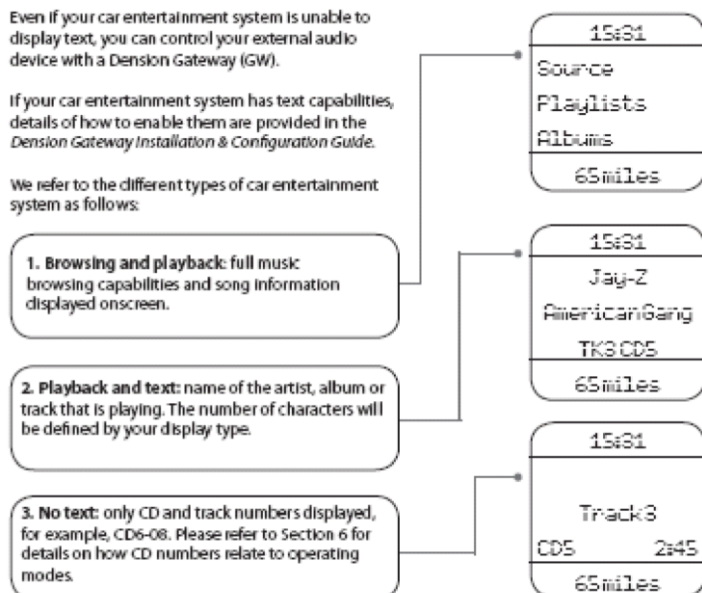 Even if your car entertainment system is unable to
display text, you can control your external audio
device with a Dension Gateway (GW).
If your car entertainment system has text capabilities,
details of how to enable them are provided in the
Dension Gateway Installation & Configuration Guide.
We refer to the different types of car entertainment
system as follows:
1. Browsing and playback: full music
browsing capabilities and song information
displayed onscreen.
2. Playback and text: name of the artist, album or
track that is playing. The number of characters will
be defined by your display type.
3. No text: only CD and track numbers displayed,
for example, CD6-08. Please refer to Section 6 for
details on how CD numbers relate to operating
modes.
15:31
Source
Playlists
Albums
65miles
15:31
Jay-Z
AmericanGang
TK3 CD5
65miles
15:31
Track3
CD5 2:45
65miles